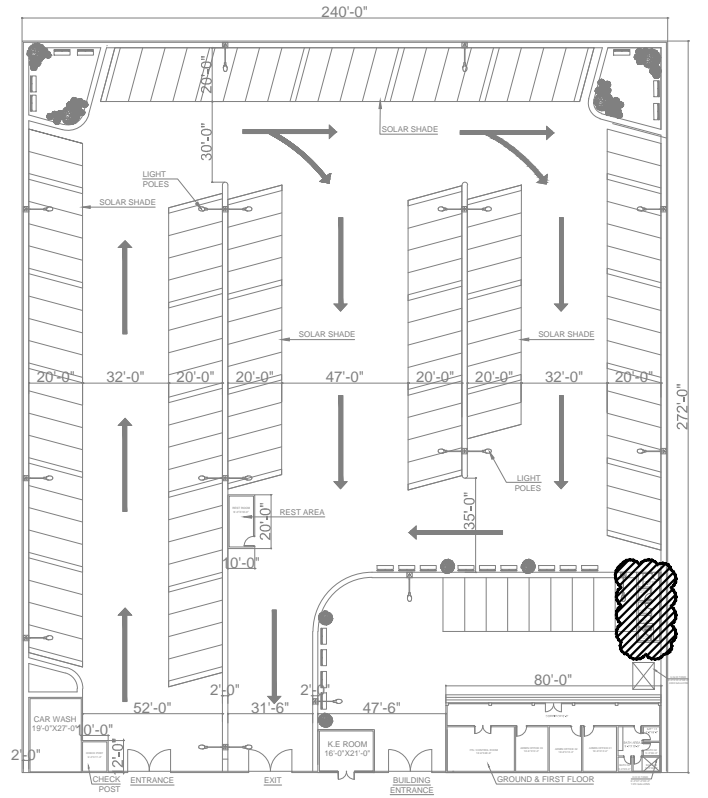 240'-0"
20'-0"
30'-0"
SOLAR SHADE
LIGHT
POLES
SOLAR SHADE
SOLAR SHADE
SOLAR SHADE
20'-0"
32'-0"
20'-0"
20'-0"
47'-0"
20'-0"
20'-0"
32'-0"
20'-0"
272'-0"
LIGHT
POLES
35'-0"
20'-0"
REST AREA
10'-0"
80'-0"
2'-0"
2'-0"
52'-0"
31'-6"
47'-6"
CAR WASH
19'-0"X27'-0"
2'-0"
K.E ROOM
16'-0"X21'-0"
CHECK
POST
ENTRANCE
EXIT
BUILDING
ENTRANCE
GROUND & FIRST FLOOR